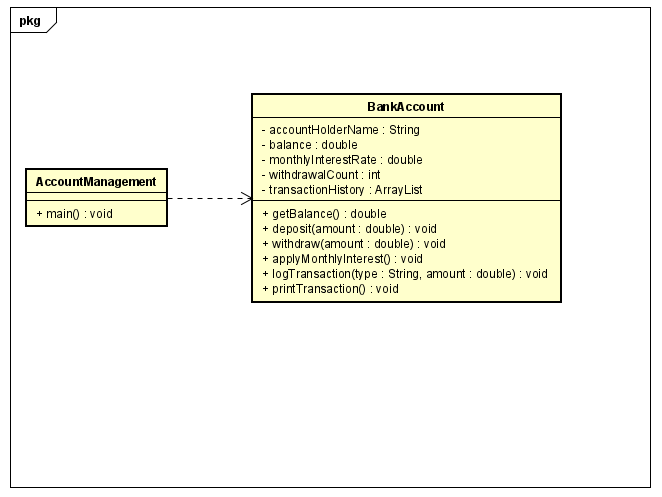 pkg
BankAccount
- accountHolderName : String
- balance : double
- monthlyInterestRate : double
- withdrawalCount : int
- transactionHistory : ArrayList
+ getBalance() : double
+ deposit(amount : double) : void
+ withdraw(amount : double) : void
+ applyMonthlyInterest() : void
+ logTransaction(type : String, amount : double) : void
+ printTransaction() : void
AccountManagement
+ main() : void